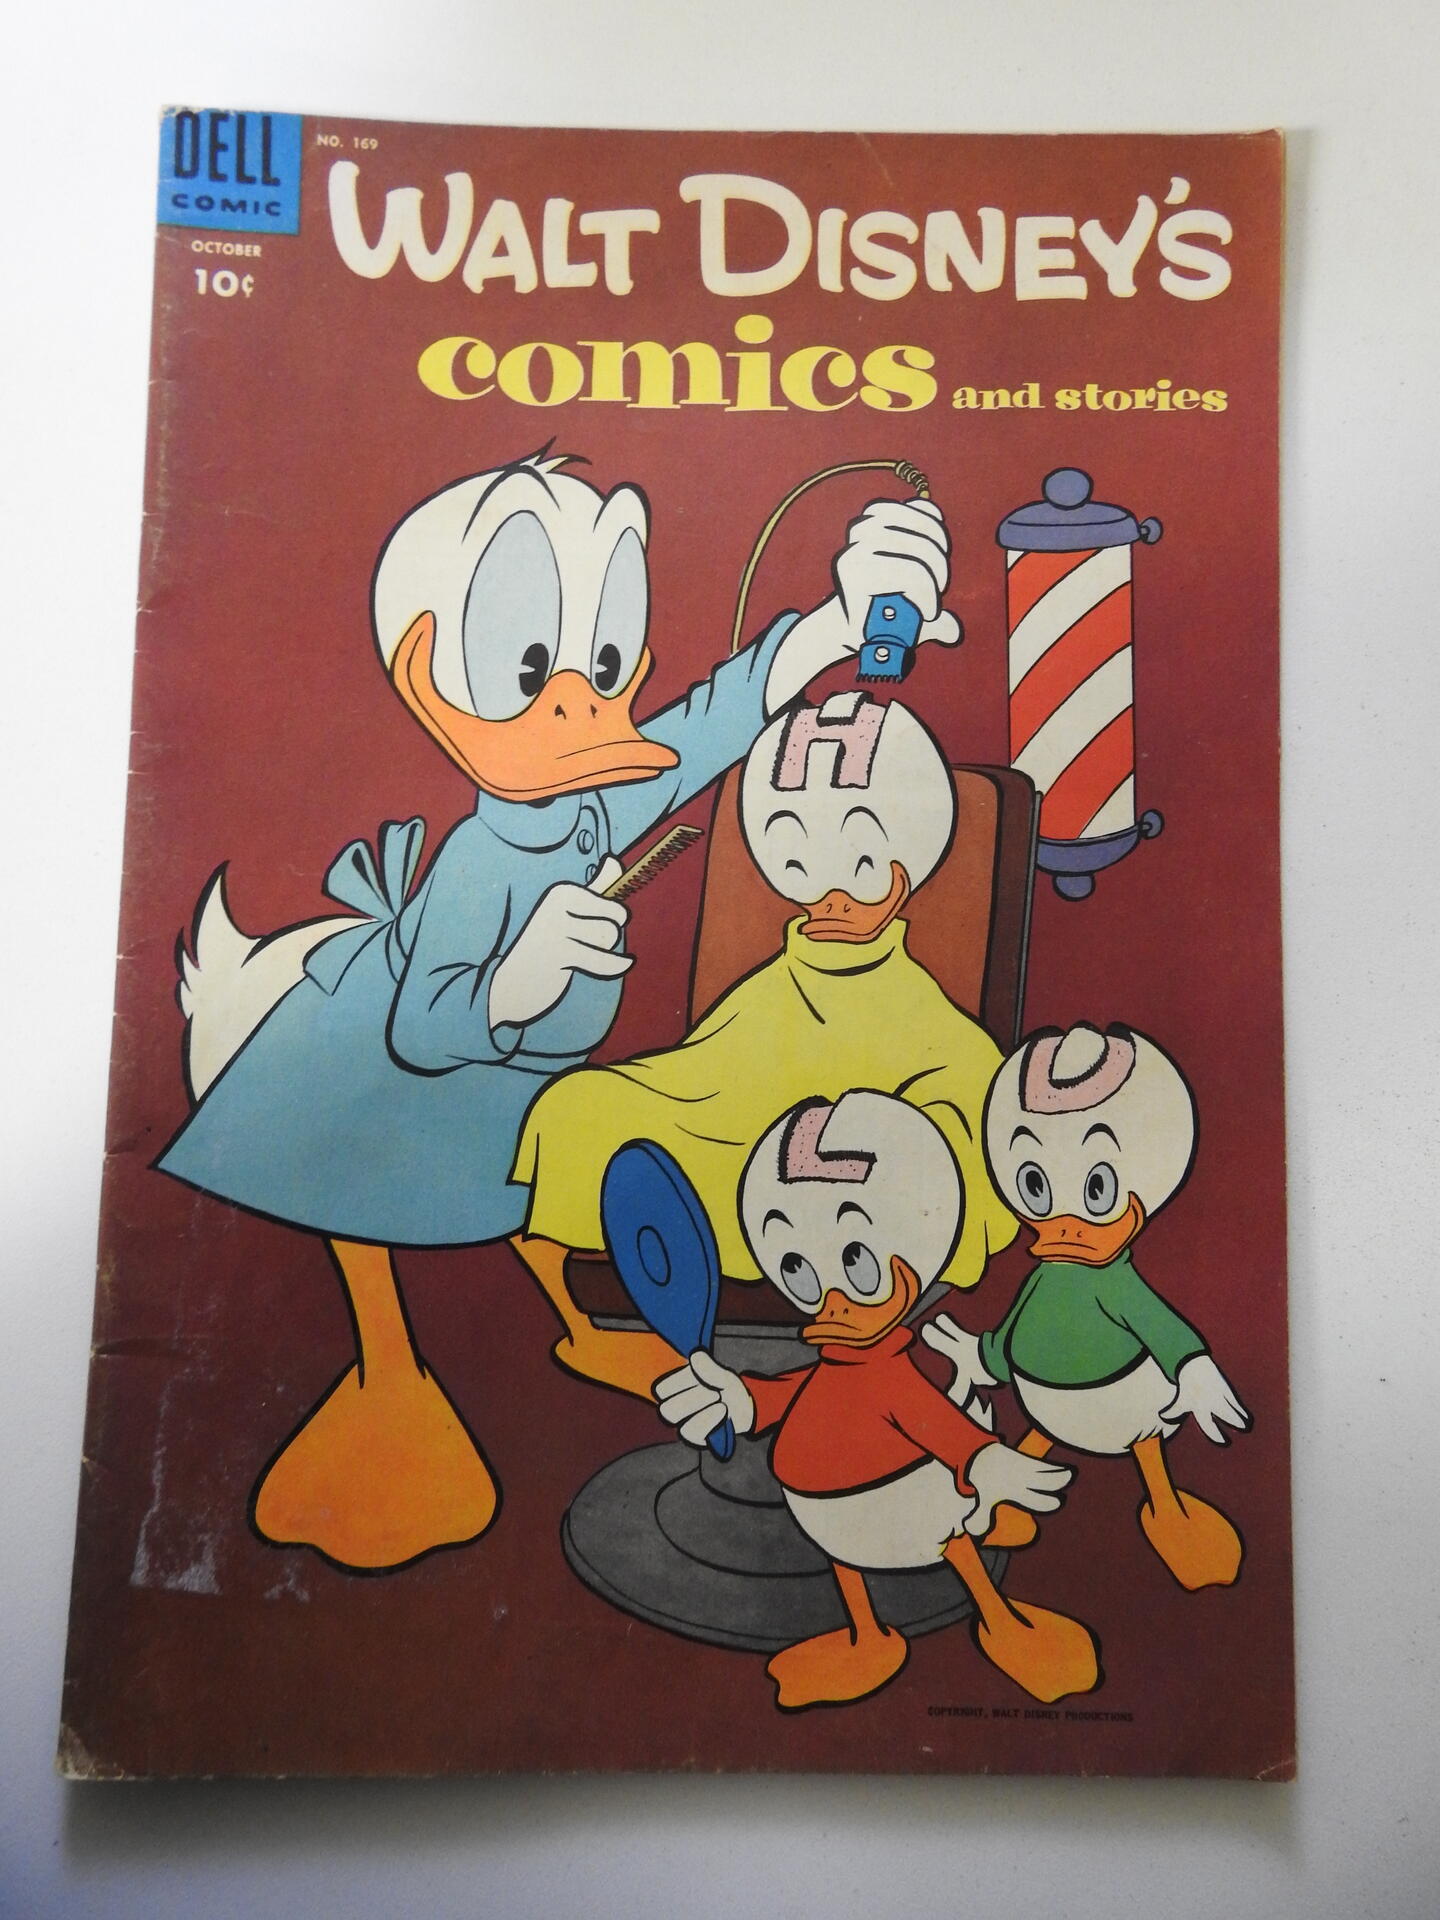 DELL
COMIC
NO. 169
OCTOBER
10¢
WALT DISNEY'S
comics and stories
H
L
D
COPYRIGHT, WALT DISNEY PRODUCTIONS